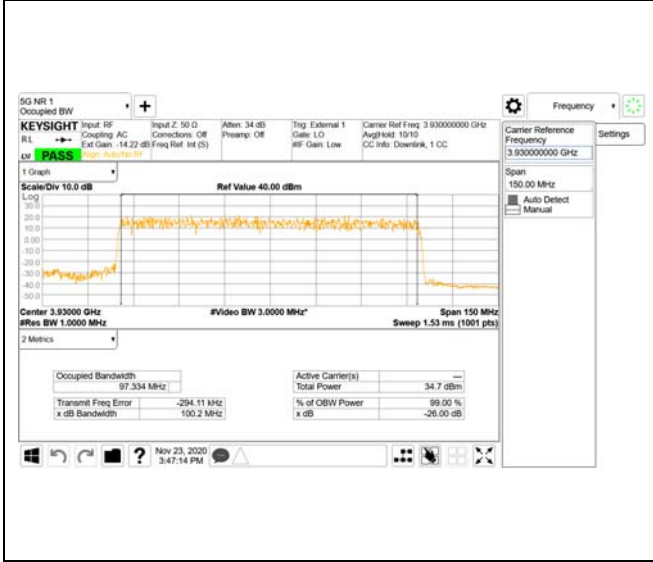 5G NR 1
Occupied BW
+
Frequency
KEYSIGHT
RL
PASS
Input: RF
Coupling: AC
Ext Gain: -14.22 dB
Align: Auto/No RF
Input Z: 50 Ω
Corrections: Off
Freq Ref: Int (S)
Atten: 34 dB
Preamp: Off
Trig: External 1
Gate: LO
#IF Gain: Low
Carrier Ref Freq: 3.930000000 GHz
Avg|Hold: 10/10
CC Info: Downlink, 1 CC
Carrier Reference
Frequency
3.930000000 GHz
Settings
Span
150.00 MHz
Auto Detect
Manual
1 Graph
Scale/Div 10.0 dB
Ref Value 40.00 dBm
Log
30.0
20.0
10.0
0.00
-10.0
-20.0
-30.0
-40.0
-50.0
Center 3.93000 GHz
#Video BW 3.0000 MHz*
Span 150 MHz
#Res BW 1.0000 MHz
Sweep 1.53 ms (1001 pts)
2 Metrics
Occupied Bandwidth
97.334 MHz
Transmit Freq Error -294.11 kHz
x dB Bandwidth 100.2 MHz
Active Carrier(s) ---
Total Power 34.7 dBm
% of OBW Power 99.00 %
x dB -26.00 dB
?
Nov 23, 2020
3:47:14 PM